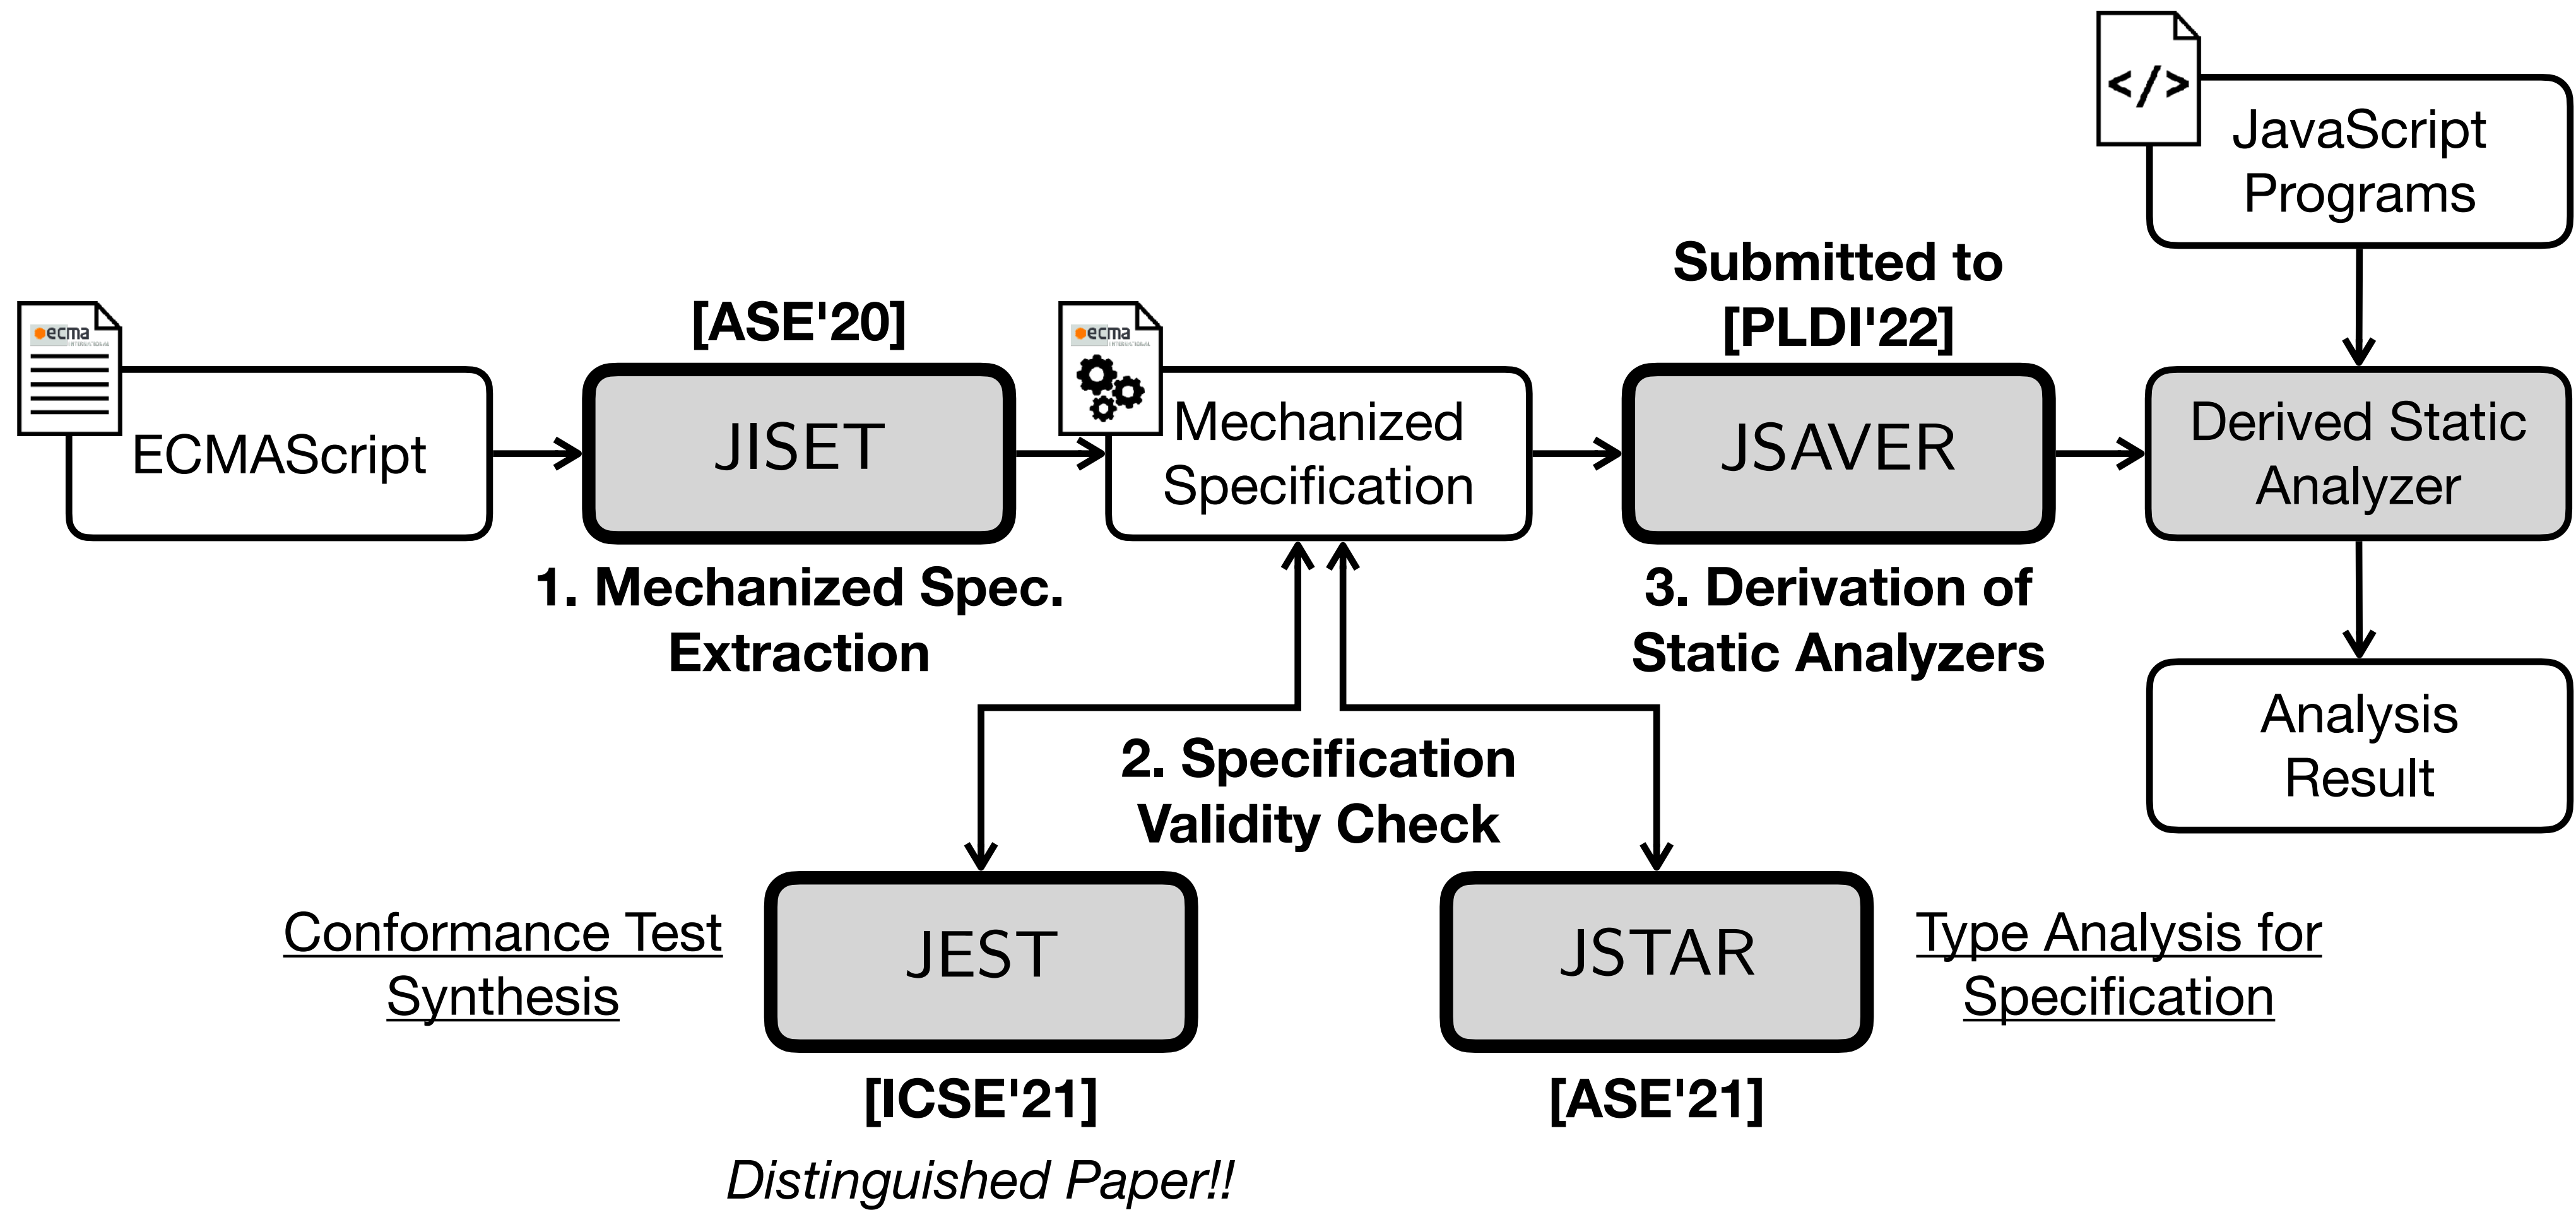 </>
JavaScript
Programs
Submitted to
[PLDI'22]
[ASE'20]
ecma
ecma
ECMAScript
JISET
Mechanized
Specification
JSAVER
Derived Static
Analyzer
1. Mechanized Spec.
Extraction
3. Derivation of
Static Analyzers
2. Specification
Validity Check
Analysis
Result
Conformance Test
Synthesis
JEST
JSTAR
Type Analysis for
Specification
[ICSE'21]
[ASE'21]
Distinguished Paper!!